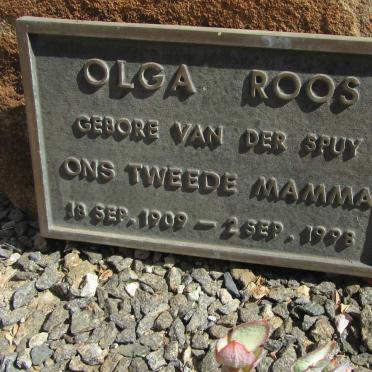 OLGA ROOS
GEBORE VAN DER SPUY
ONS TWEEDE MAMMA
18 SEP. 1909 – 2 SEP. 1998